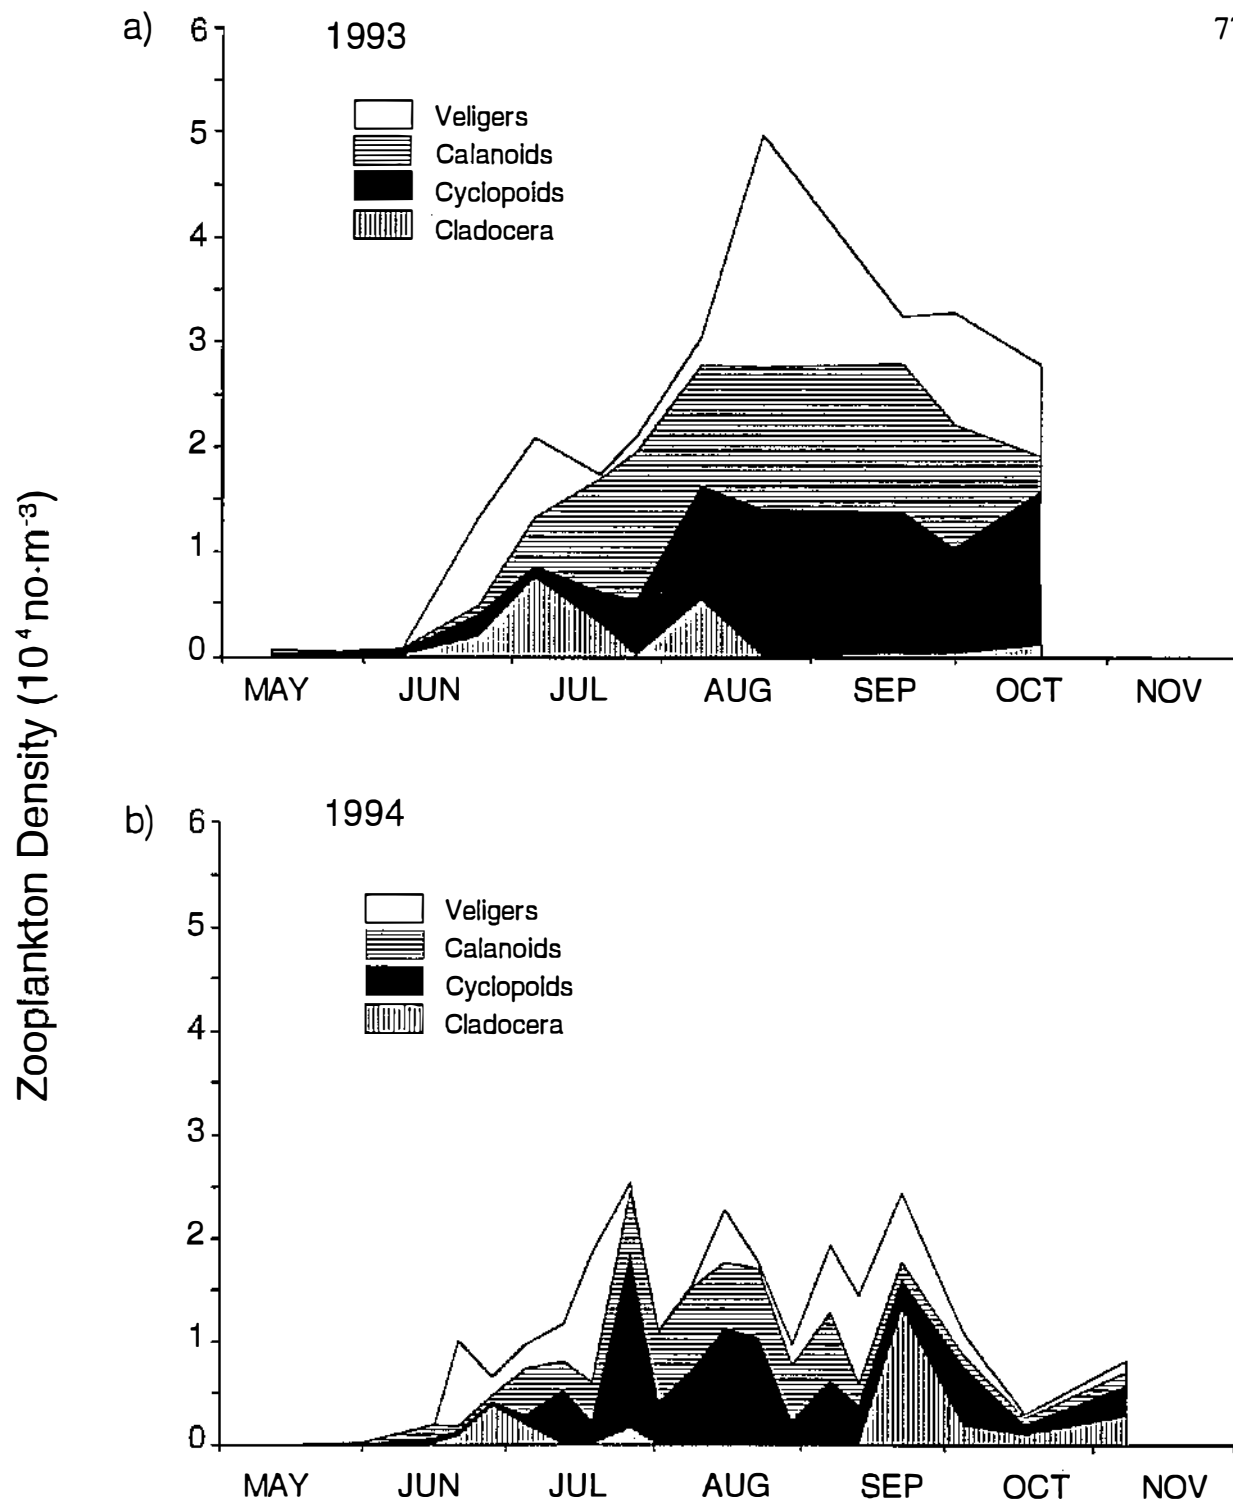 a)
1993
77
6
5
4
3
2
1
0
Veligers
Calanoids
Cyclopoids
Cladocera
MAY JUN JUL AUG SEP OCT NOV
Zooplankton Density (10⁴ no·m⁻³)
b)
1994
6
5
4
3
2
1
0
Veligers
Calanoids
Cyclopoids
Cladocera
MAY JUN JUL AUG SEP OCT NOV